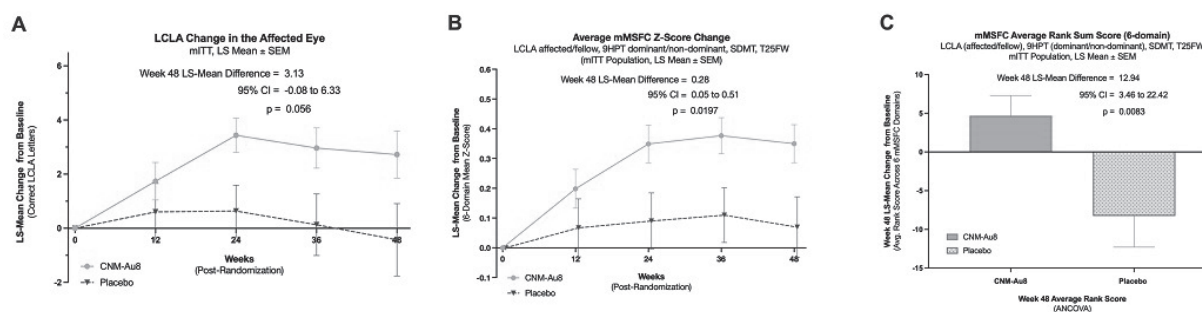 A
LCLA Change in the Affected Eye
mITT, LS Mean ± SEM
Week 48 LS-Mean Difference = 3.13
95% CI = -0.08 to 6.33
p = 0.056
LS-Mean Change from Baseline
(Correct LCLA Letters)
6
4
2
0
-2
0
12
24
36
48
Weeks
(Post-Randomization)
CNM-Au8
Placebo
B
Average mMSFC Z-Score Change
LCLA affected/fellow, 9HPT dominant/non-dominant, SDMT, T25FW
(mITT Population, LS Mean ± SEM)
Week 48 LS-Mean Difference = 0.28
95% CI = 0.05 to 0.51
p = 0.0197
LS-Mean Change from Baseline
(6-Domain Mean Z-Score)
0.6
0.5
0.4
0.3
0.2
0.1
0.0
-0.1
0
12
24
36
48
Weeks
(Post-Randomization)
CNM-Au8
Placebo
C
mMSFC Average Rank Sum Score (6-domain)
LCLA (affected/fellow), 9HPT (dominant/non-dominant), SDMT, T25FW
mITT Population, LS Mean ± SEM
Week 48 LS-Mean Difference = 12.94
95% CI = 3.46 to 22.42
p = 0.0083
Week 48 LS-Mean Change from Baseline
(Avg. Rank Score Across 6 mMSFC Domains)
10
5
0
-5
-10
-15
CNM-Au8
Placebo
CNM-Au8
Placebo
Week 48 Average Rank Score
(ANCOVA)